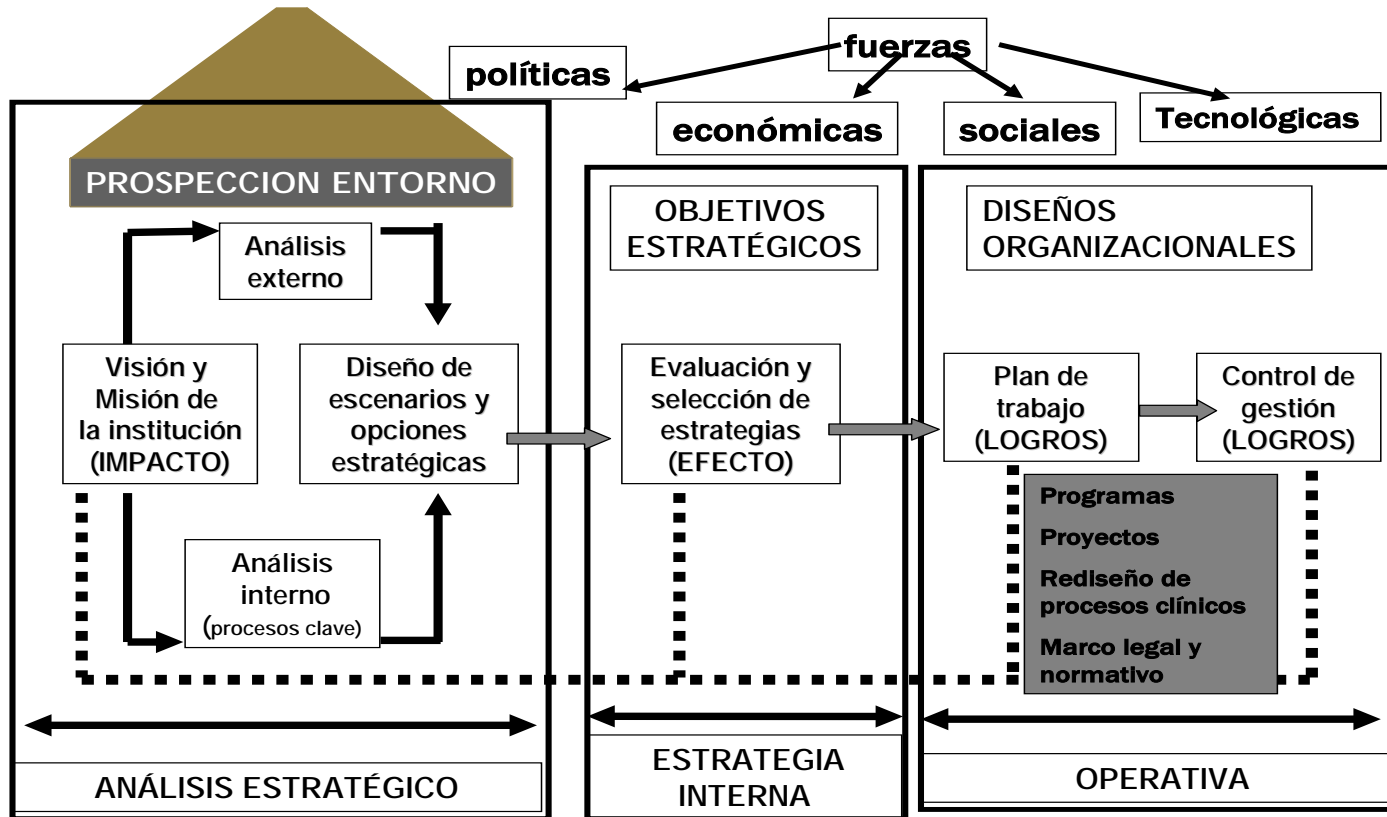 fuerzas
políticas
económicas
sociales
Tecnológicas
PROSPECCION ENTORNO
Análisis
externo
Visión y
Misión de
la institución
(IMPACTO)
Diseño de
escenarios y
opciones
estratégicas
Análisis
interno
(procesos clave)
ANÁLISIS ESTRATÉGICO
OBJETIVOS
ESTRATÉGICOS
Evaluación y
selección de
estrategias
(EFECTO)
ESTRATEGIA
INTERNA
DISEÑOS
ORGANIZACIONALES
Plan de
trabajo
(LOGROS)
Control de
gestión
(LOGROS)
Programas
Proyectos
Rediseño de
procesos clínicos
Marco legal y
normativo
OPERATIVA